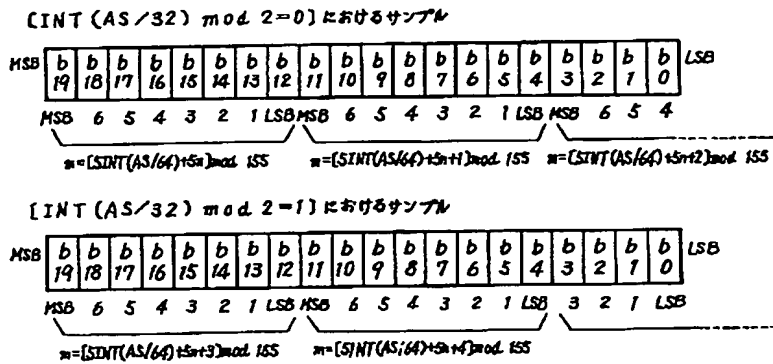 [INT (AS/32) mod 2=0] におけるサンプル
MSB b19 b18 b17 b16 b15 b14 b13 b12 b11 b10 b9 b8 b7 b6 b5 b4 b3 b2 b1 b0 LSB
MSB 6 5 4 3 2 1 LSB MSB 6 5 4 3 2 1 LSB MSB 6 5 4
m=[5INT(AS/64)+5n]mod 155 m=[5INT(AS/64)+5n+1]mod 155 m=[5INT(AS/64)+5n+2]mod 155
[INT (AS/32) mod 2=1] におけるサンプル
MSB b19 b18 b17 b16 b15 b14 b13 b12 b11 b10 b9 b8 b7 b6 b5 b4 b3 b2 b1 b0 LSB
MSB 6 5 4 3 2 1 LSB MSB 6 5 4 3 2 1 LSB 3 2 1 LSB
m=[5INT(AS/64)+5n+3]mod 155 m=[5INT(AS;64)+5n+4]mod 155